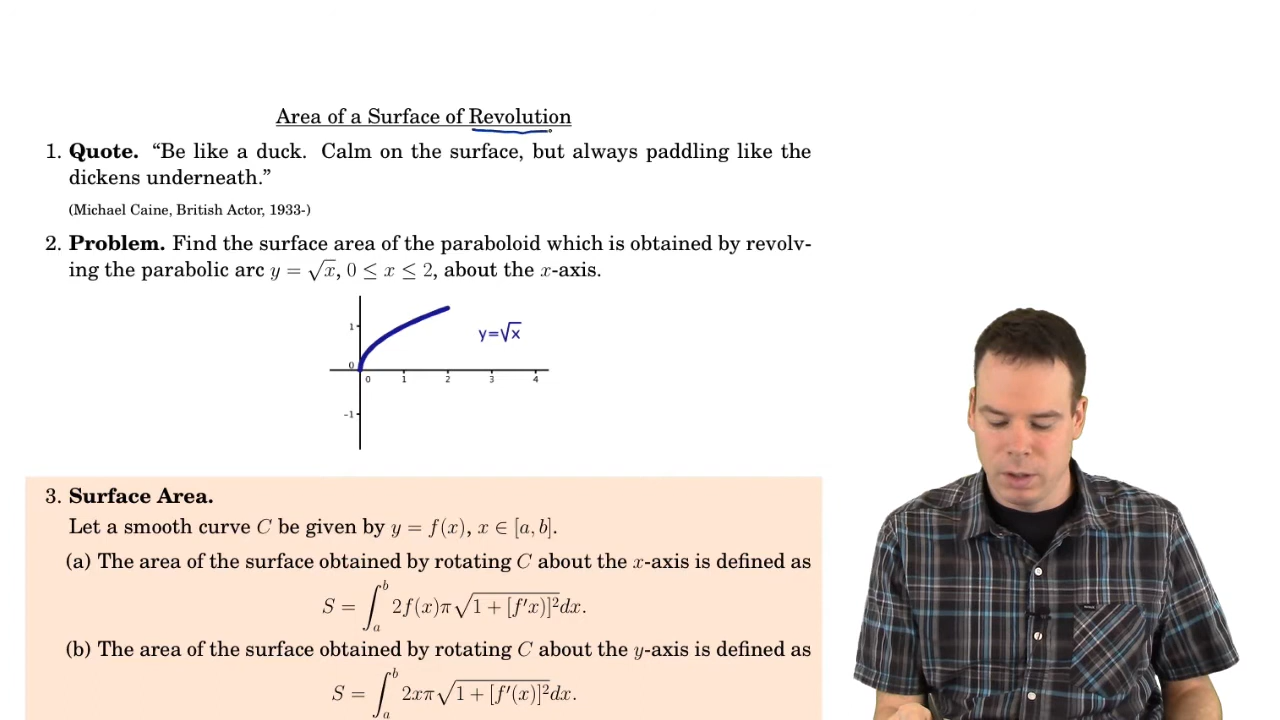 Area of a Surface of Revolution
1. Quote. “Be like a duck. Calm on the surface, but always paddling like the
dickens underneath.”
(Michael Caine, British Actor, 1933-)
2. Problem. Find the surface area of the paraboloid which is obtained by revolv-
ing the parabolic arc y = √x, 0 ≤ x ≤ 2, about the x-axis.
1
y=√x
0
0 1 2 3 4
-1
3. Surface Area.
Let a smooth curve C be given by y = f(x), x ∈ [a, b].
(a) The area of the surface obtained by rotating C about the x-axis is defined as
S = ∫_a^b 2f(x)π√(1 + [f′x)]²)dx.
(b) The area of the surface obtained by rotating C about the y-axis is defined as
S = ∫_a^b 2xπ√(1 + [f′(x)]²)dx.